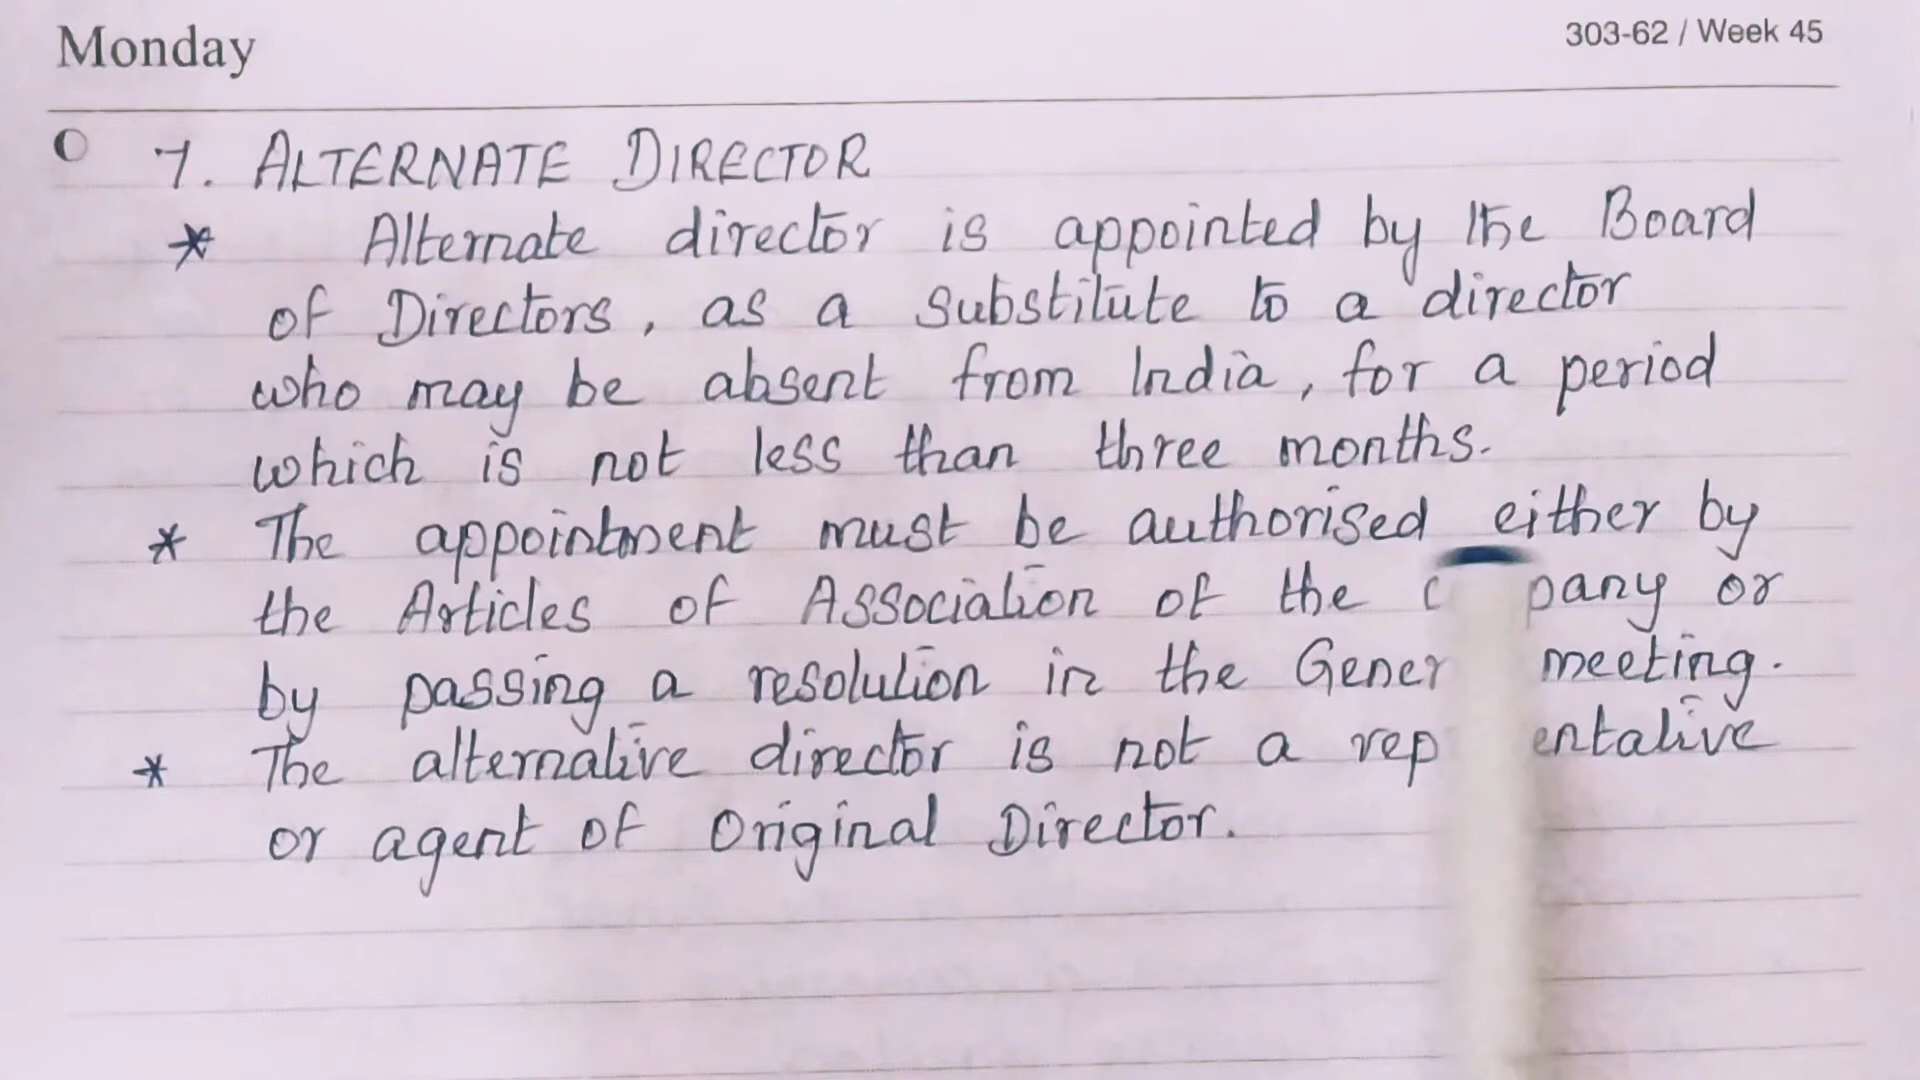 Monday
303-62 / Week 45
7. ALTERNATE DIRECTOR
* Alternate director is appointed by the Board
of Directors, as a substitute to a director
who may be absent from India, for a period
which is not less than three months.
* The appointment must be authorised either by
the Articles of Association of the c pany or
by passing a resolution in the Gener meeting.
* The alternative director is not a rep entative
or agent of Original Director.